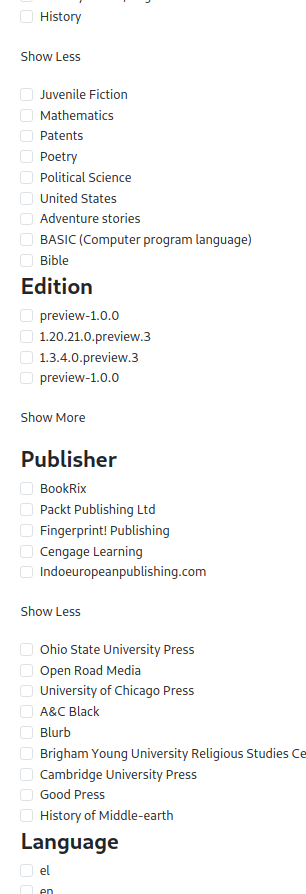 History
Show Less
Juvenile Fiction
Mathematics
Patents
Poetry
Political Science
United States
Adventure stories
BASIC (Computer program language)
Bible
Edition
preview-1.0.0
1.20.21.0.preview.3
1.3.4.0.preview.3
preview-1.0.0
Show More
Publisher
BookRix
Packt Publishing Ltd
Fingerprint! Publishing
Cengage Learning
Indoeuropeanpublishing.com
Show Less
Ohio State University Press
Open Road Media
University of Chicago Press
A&C Black
Blurb
Brigham Young University Religious Studies Ce
Cambridge University Press
Good Press
History of Middle-earth
Language
el
en